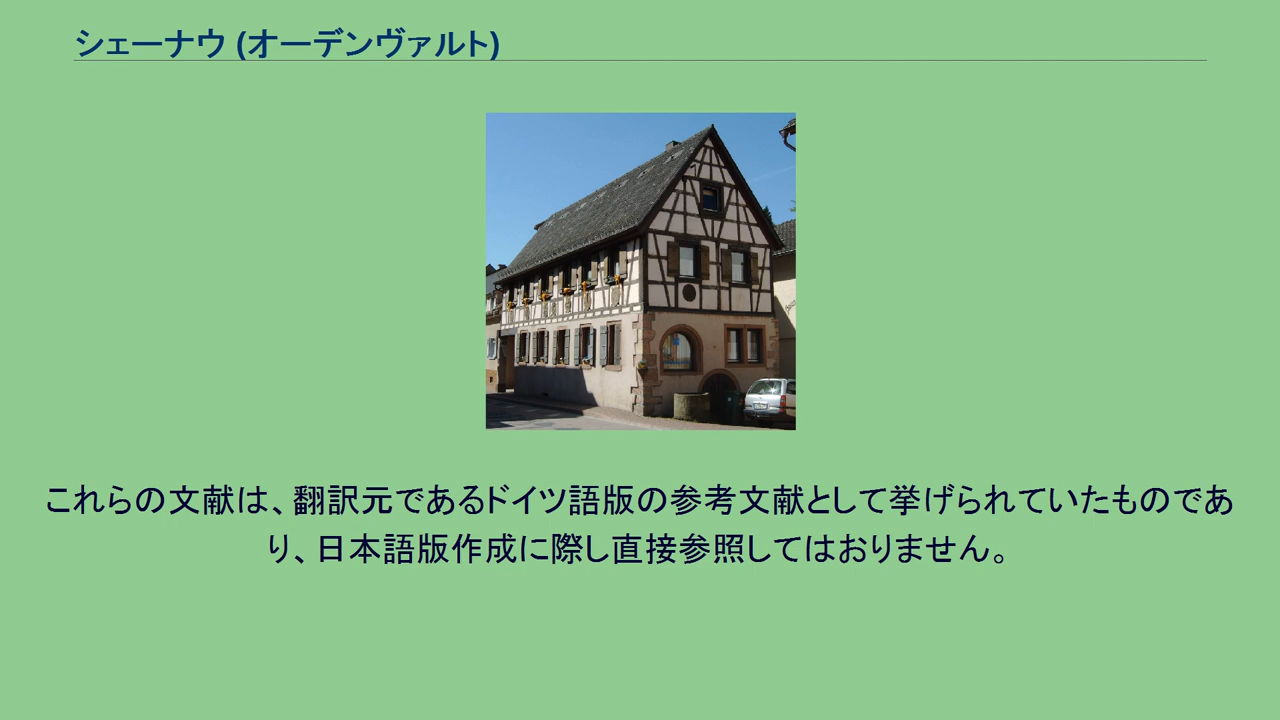 シェーナウ (オーデンヴァルト)
これらの文献は、翻訳元であるドイツ語版の参考文献として挙げられていたものであ
り、日本語版作成に際し直接参照してはおりません。